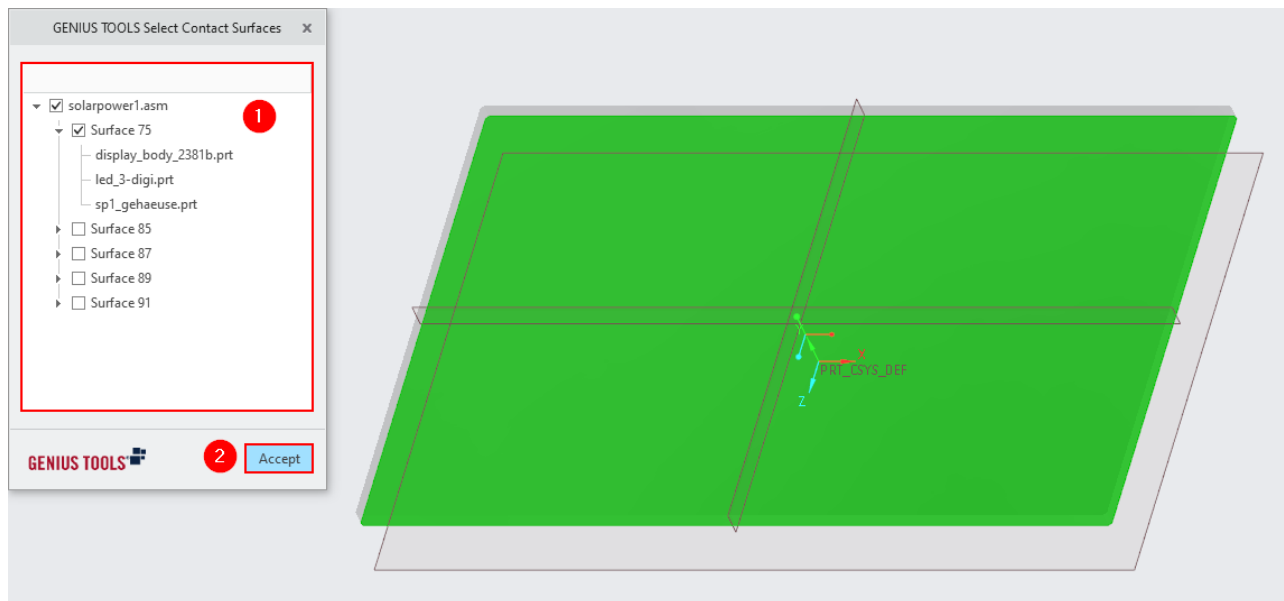 GENIUS TOOLS Select Contact Surfaces x
solarpower1.asm
1
Surface 75
display_body_2381b.prt
led_3-digi.prt
sp1_gehaeuse.prt
Surface 85
Surface 87
Surface 89
Surface 91
GENIUS TOOLS
2
Accept
Y
X
PRT_CSYS_DEF
Z